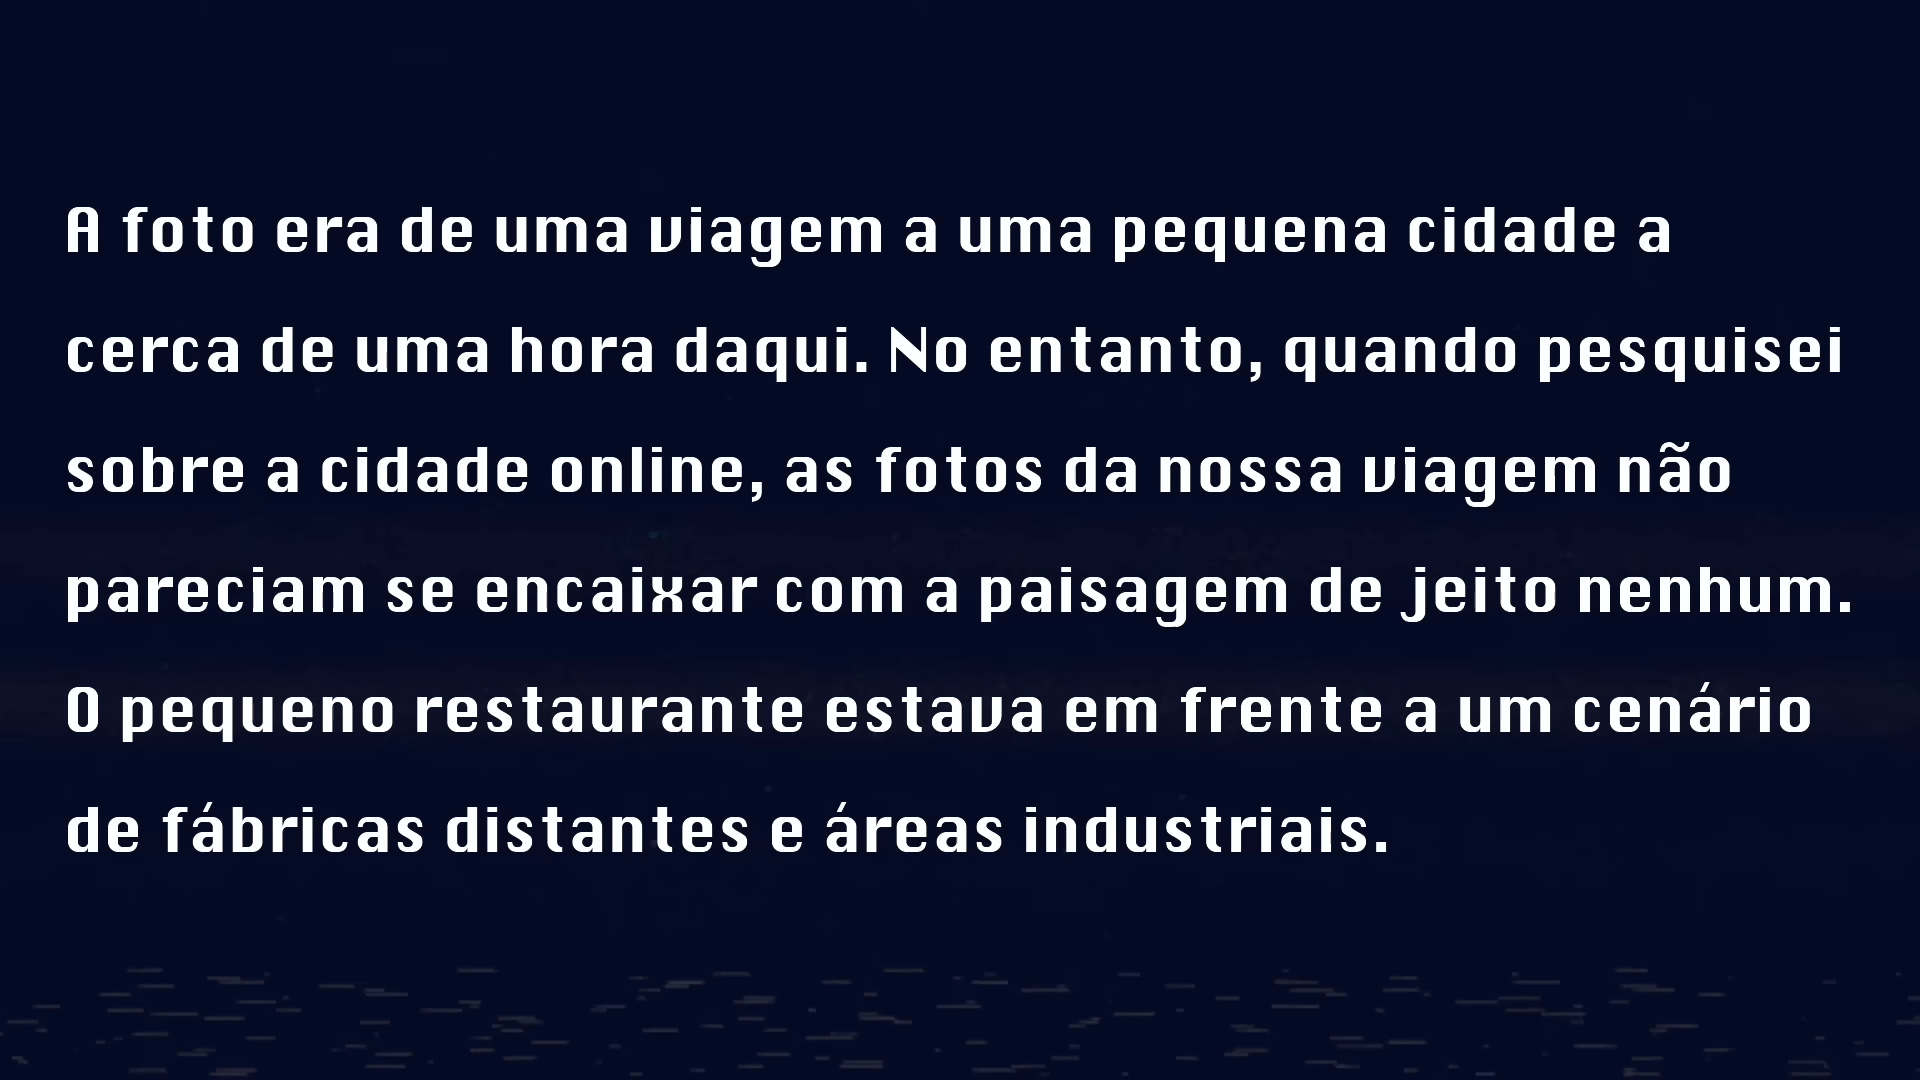 A foto era de uma viagem a uma pequena cidade a
cerca de uma hora daqui. No entanto, quando pesquisei
sobre a cidade online, as fotos da nossa viagem não
pareciam se encaixar com a paisagem de jeito nenhum.
O pequeno restaurante estava em frente a um cenário
de fábricas distantes e áreas industriais.